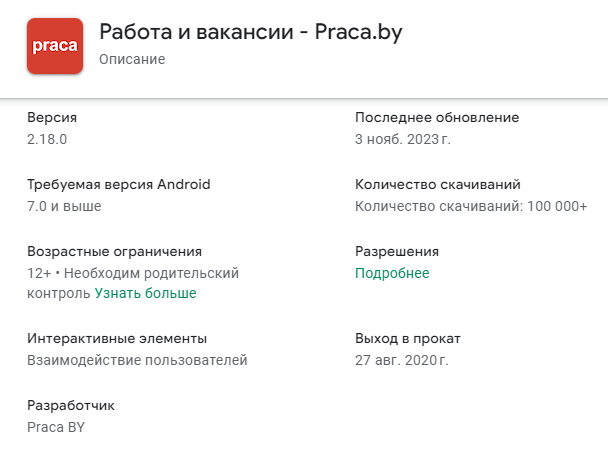 praca
Работа и вакансии - Praca.by
Описание
Версия
2.18.0
Последнее обновление
3 нояб. 2023 г.
Требуемая версия Android
7.0 и выше
Количество скачиваний
Количество скачиваний: 100 000+
Возрастные ограничения
12+ • Необходим родительский
контроль Узнать больше
Разрешения
Подробнее
Интерактивные элементы
Взаимодействие пользователей
Выход в прокат
27 авг. 2020 г.
Разработчик
Praca BY